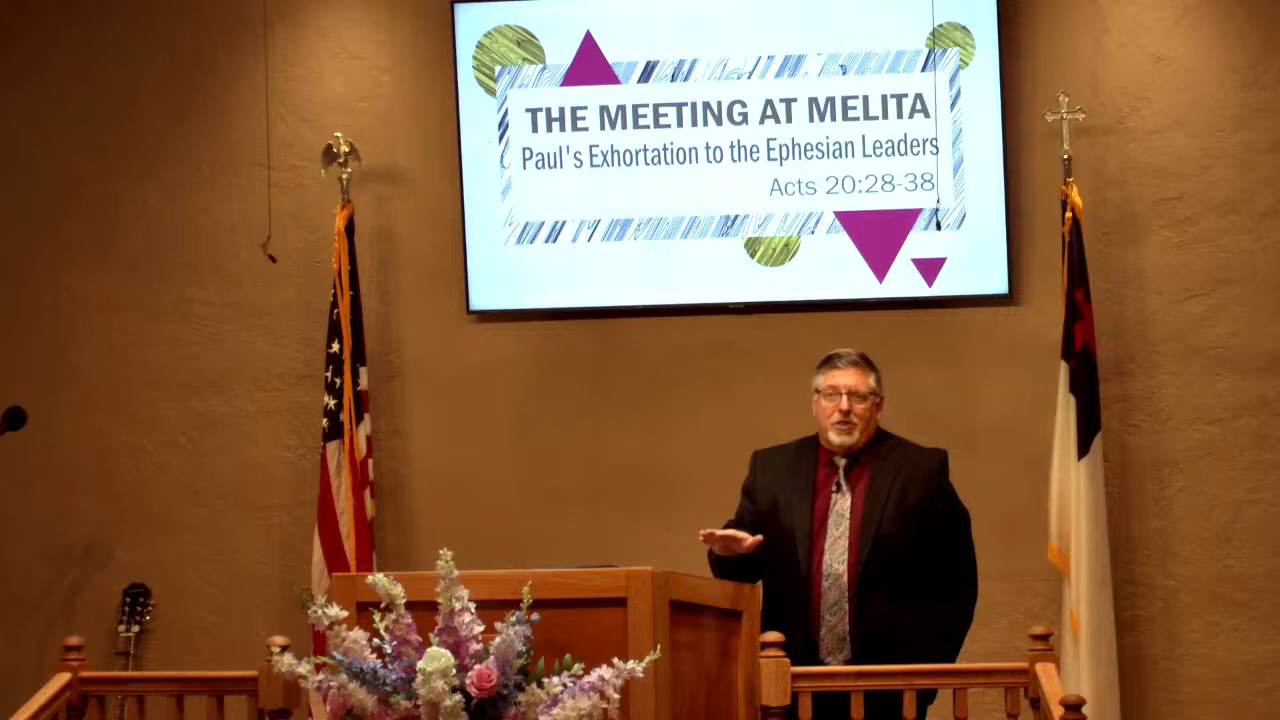 THE MEETING AT MELITA
Paul's Exhortation to the Ephesian Leaders
Acts 20:28-38